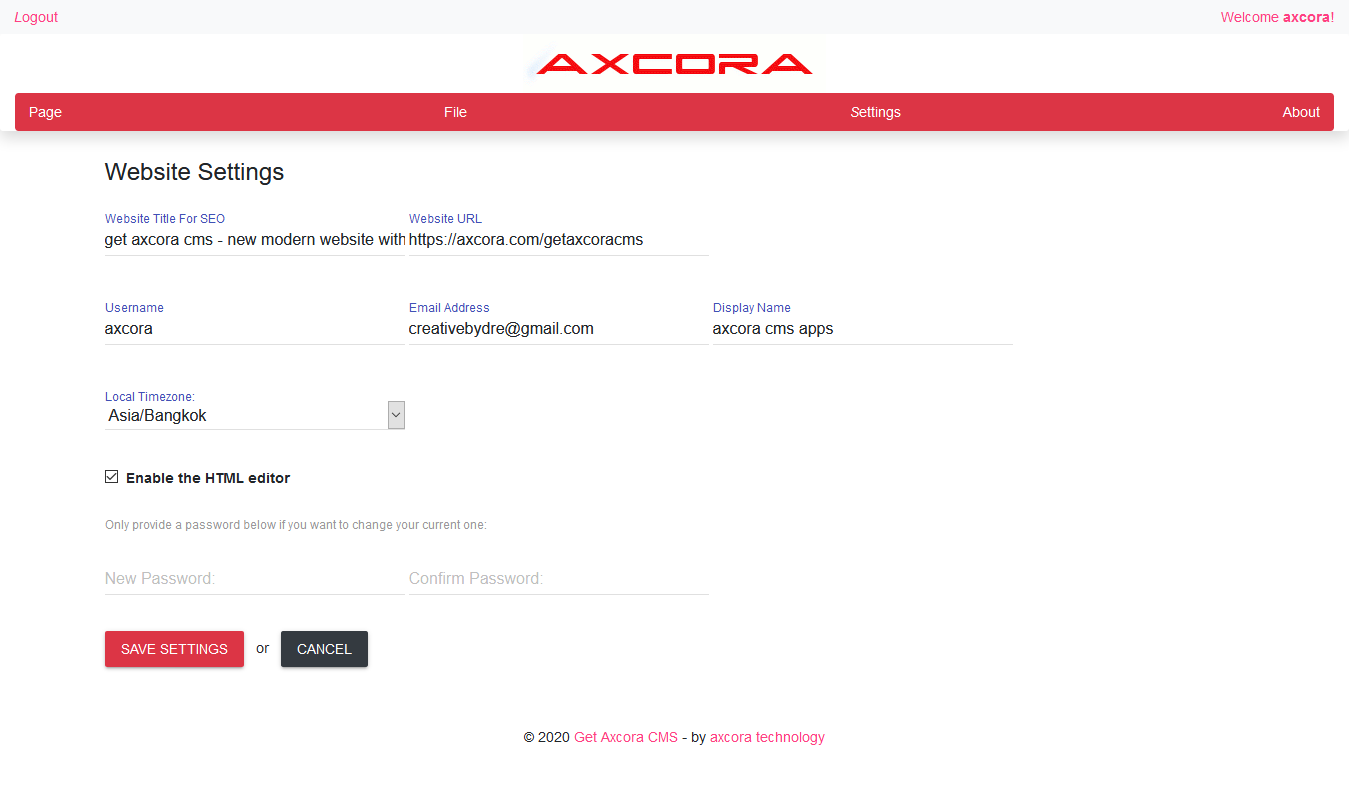 Logout Welcome axcora!
AXCORA
Page File Settings About
Website Settings
Website Title For SEO Website URL
get axcora cms - new modern website with https://axcora.com/getaxcoracms
Username Email Address Display Name
axcora creativebydre@gmail.com axcora cms apps
Local Timezone:
Asia/Bangkok
Enable the HTML editor
Only provide a password below if you want to change your current one:
New Password: Confirm Password:
SAVE SETTINGS or CANCEL
© 2020 Get Axcora CMS - by axcora technology